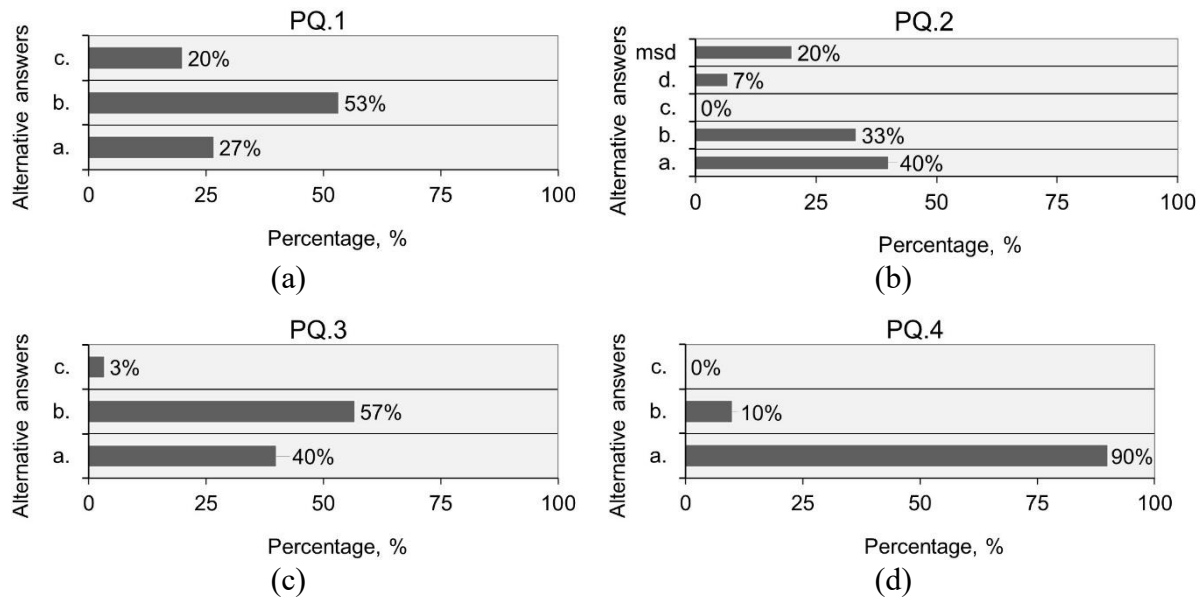 PQ.1
Alternative answers
c.
20%
b.
53%
a.
27%
0
25
50
75
100
Percentage, %
(a)
PQ.2
Alternative answers
msd
20%
d.
7%
c.
0%
b.
33%
a.
40%
0
25
50
75
100
Percentage, %
(b)
PQ.3
Alternative answers
c.
3%
b.
57%
a.
40%
0
25
50
75
100
Percentage, %
(c)
PQ.4
Alternative answers
c.
0%
b.
10%
a.
90%
0
25
50
75
100
Percentage, %
(d)